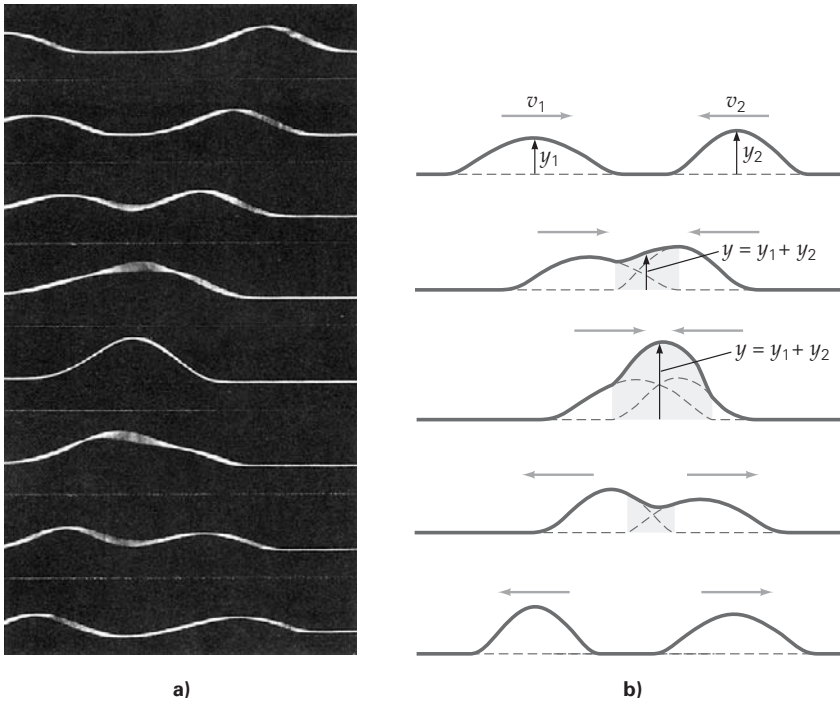 v₁ v₂
y₁ y₂
y = y₁ + y₂
y = y₁ + y₂
a) b)